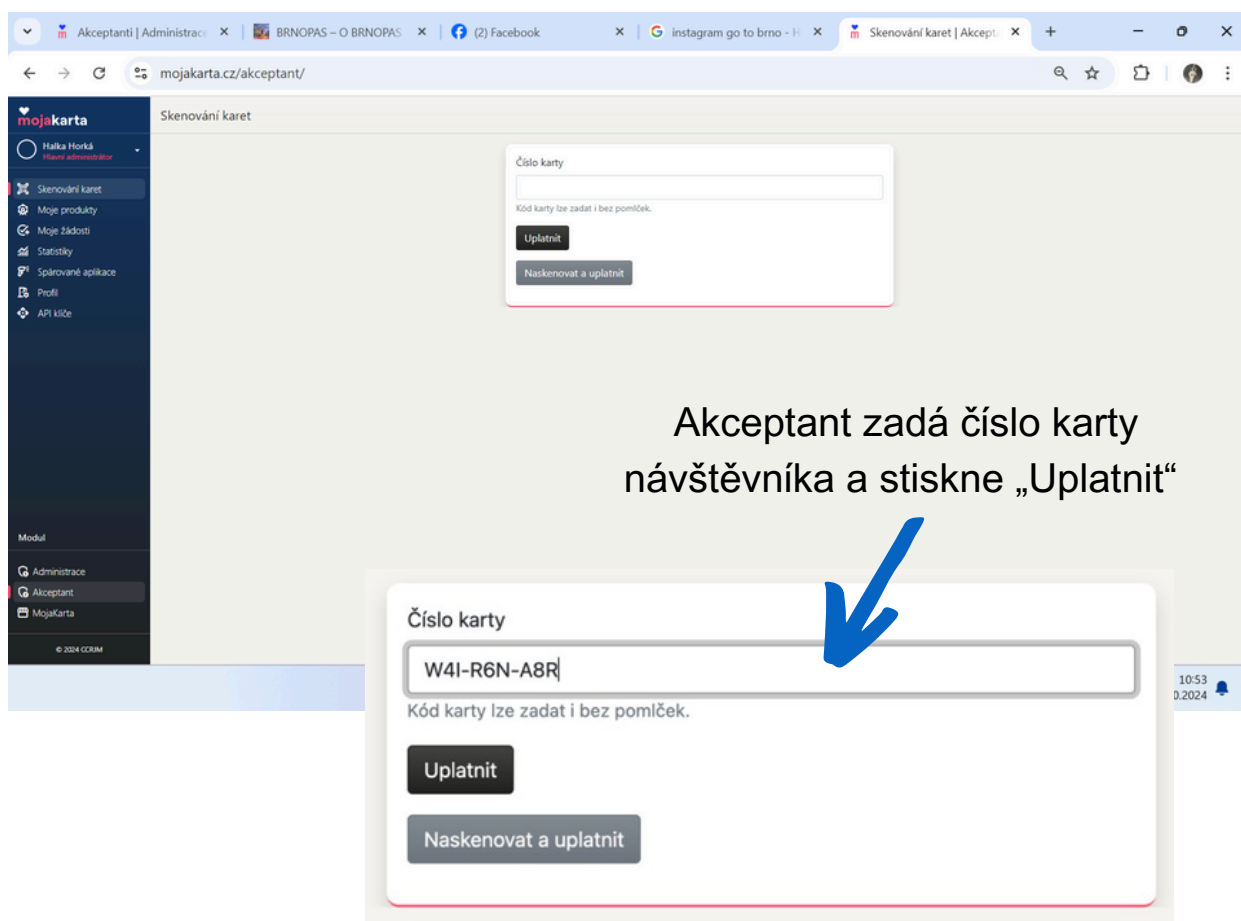 Akceptanti | Administrac
BRNOPAS – O BRNOPAS
(2) Facebook
instagram go to brno - H
Skenování karet | Akcept
mojakarta.cz/akceptant/
mojakarta
Skenování karet
Halka Horká
Hlavní administrátor
Skenování karet
Moje produkty
Moje žádosti
Statistiky
Spárované aplikace
Profil
API klíče
Číslo karty
Kód karty lze zadat i bez pomlček.
Uplatnit
Naskenovat a uplatnit
Akceptant zadá číslo karty
návštěvníka a stiskne „Uplatnit“
Modul
Administrace
Akceptant
MojaKarta
© 2024 CCRJM
Číslo karty
W4I-R6N-A8R
Kód karty lze zadat i bez pomlček.
Uplatnit
Naskenovat a uplatnit
10:53
0.2024